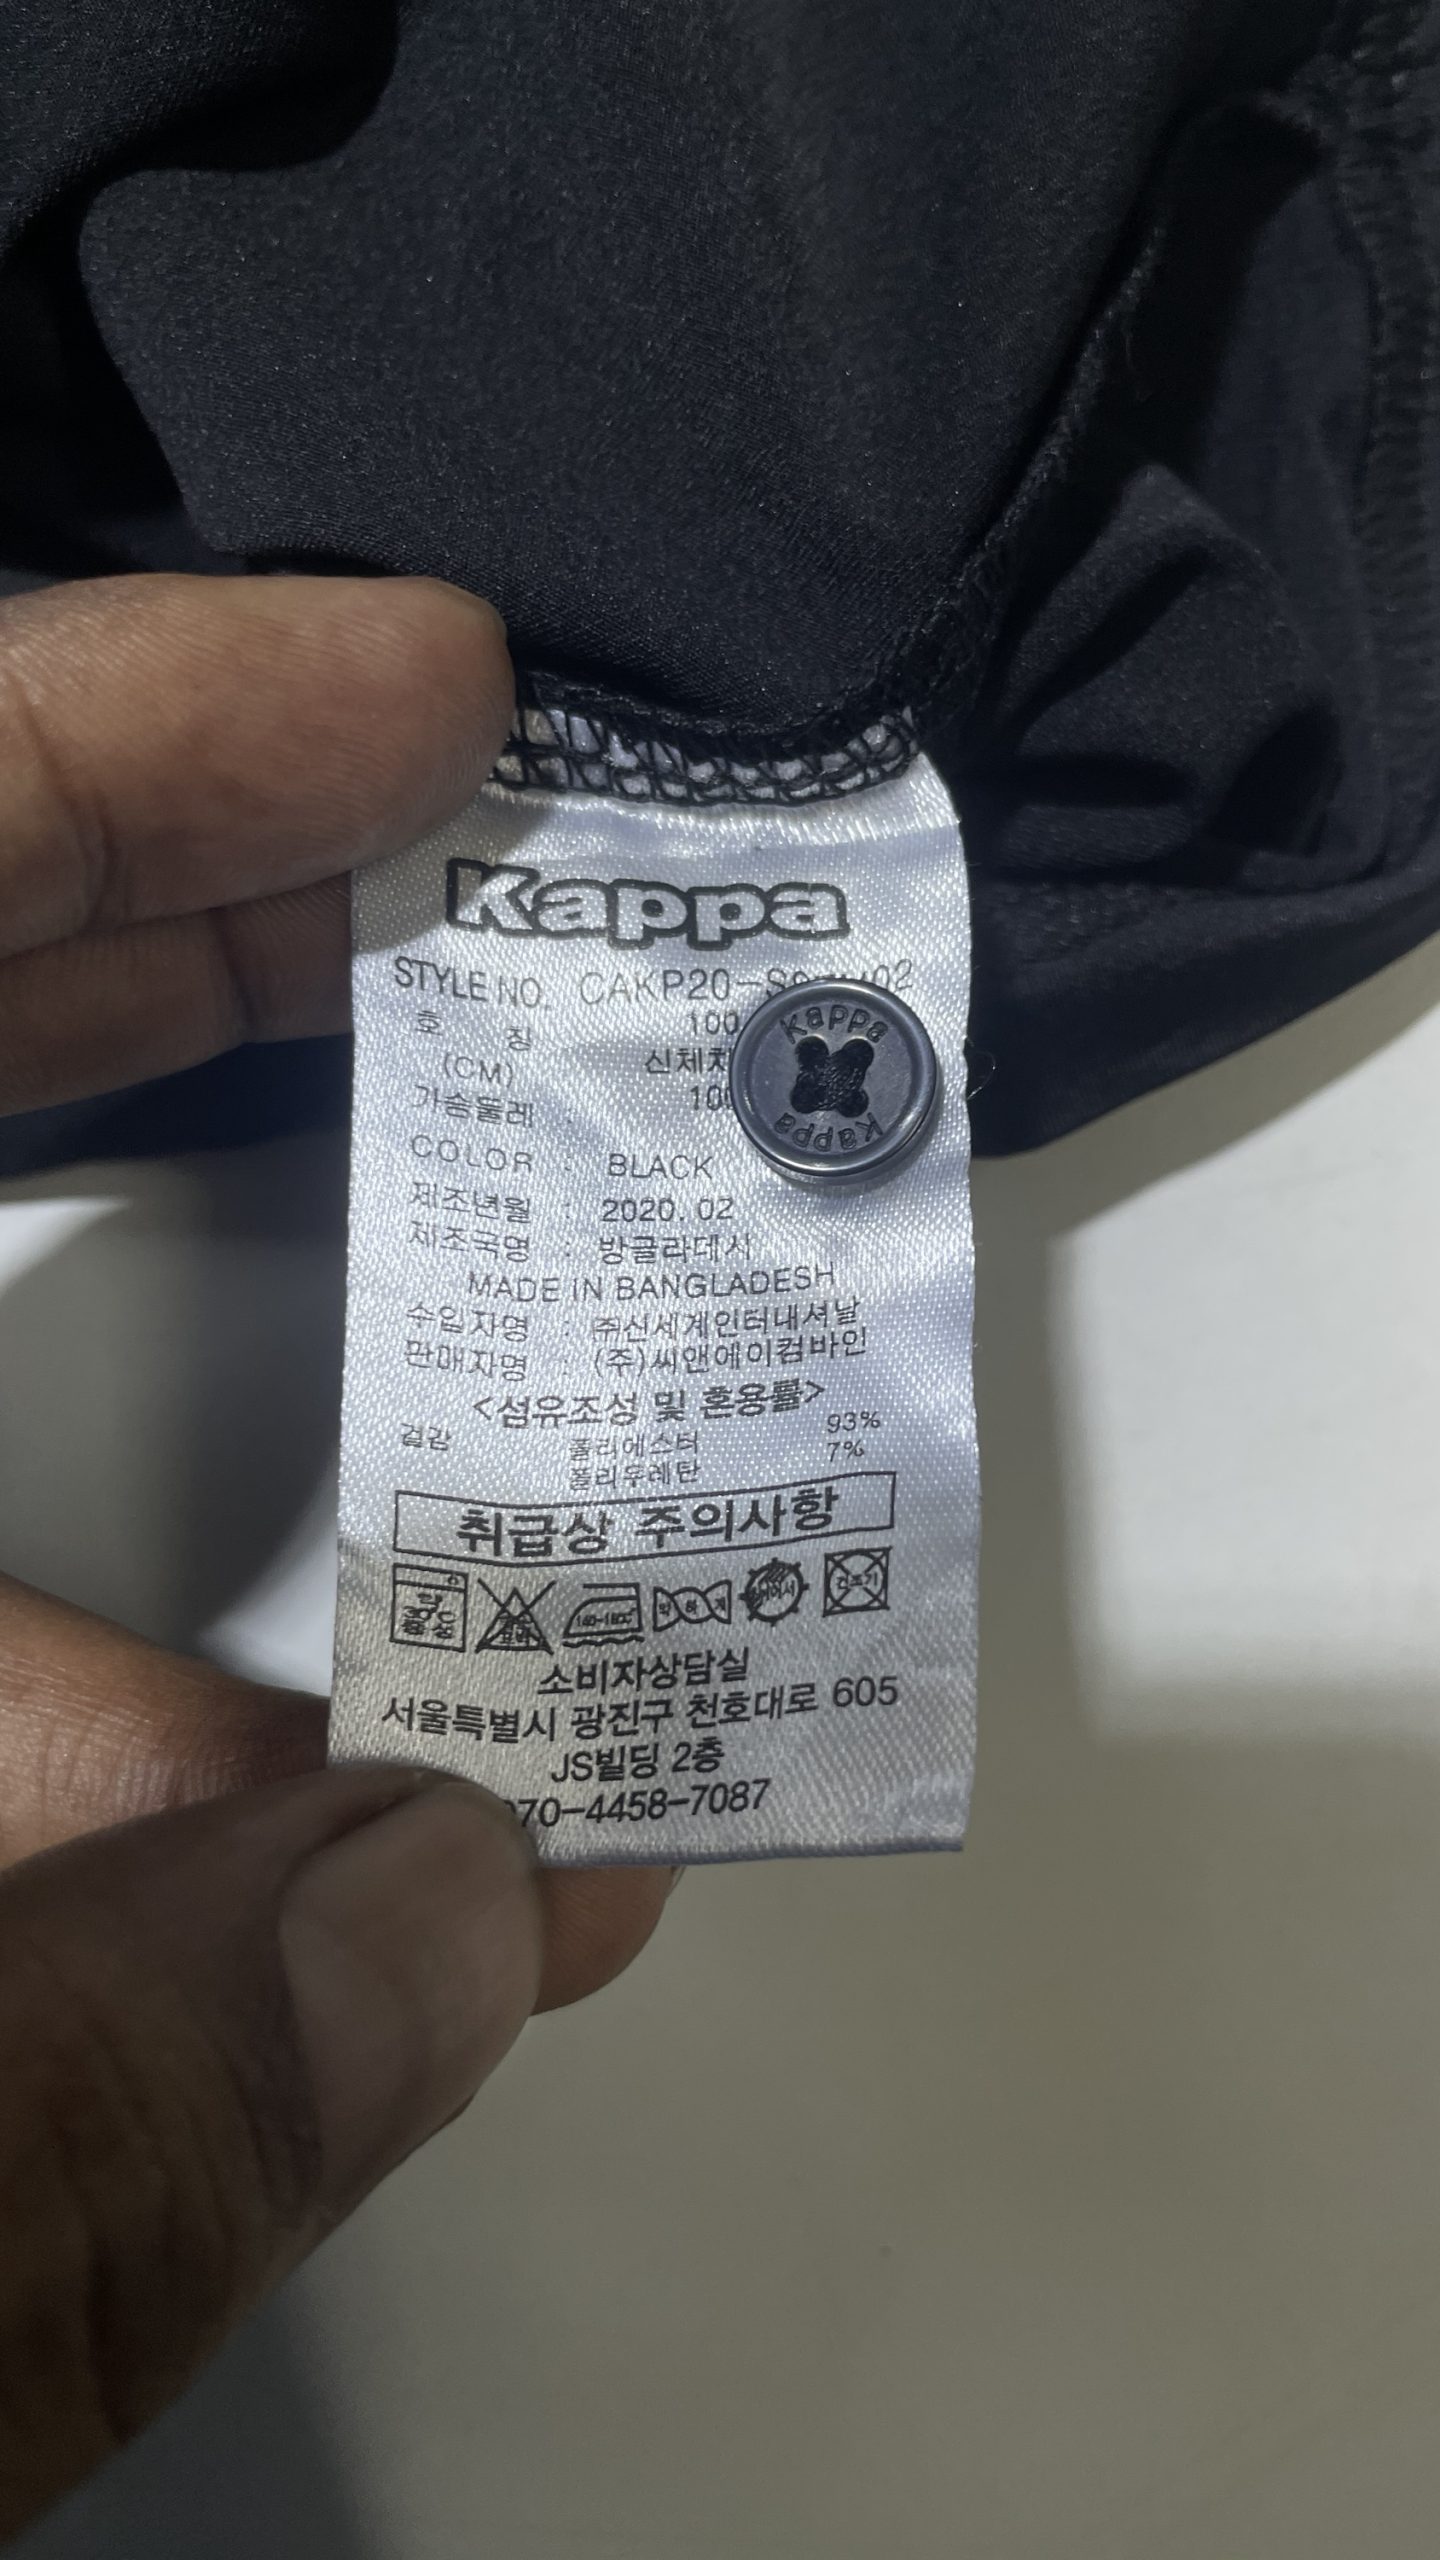 Kappa
STYLE NO. CAKP20-S
호 칭 100
(CM) 신체치
가슴둘레 100
kappa
kappa
COLOR : BLACK
제조년월 : 2020. 02
제조국명 : 방글라데시
MADE IN BANGLADESH
수입자명 : ㈜신세계인터내셔날
판매자명 : (주)씨앤에이컴바인
<섬유조성 및 혼용률>
겉감 폴리에스터 93%
폴리우레탄 7%
취급상 주의사항
건조기
소비자상담실
서울특별시 광진구 천호대로 605
JS빌딩 2층
070-4458-7087